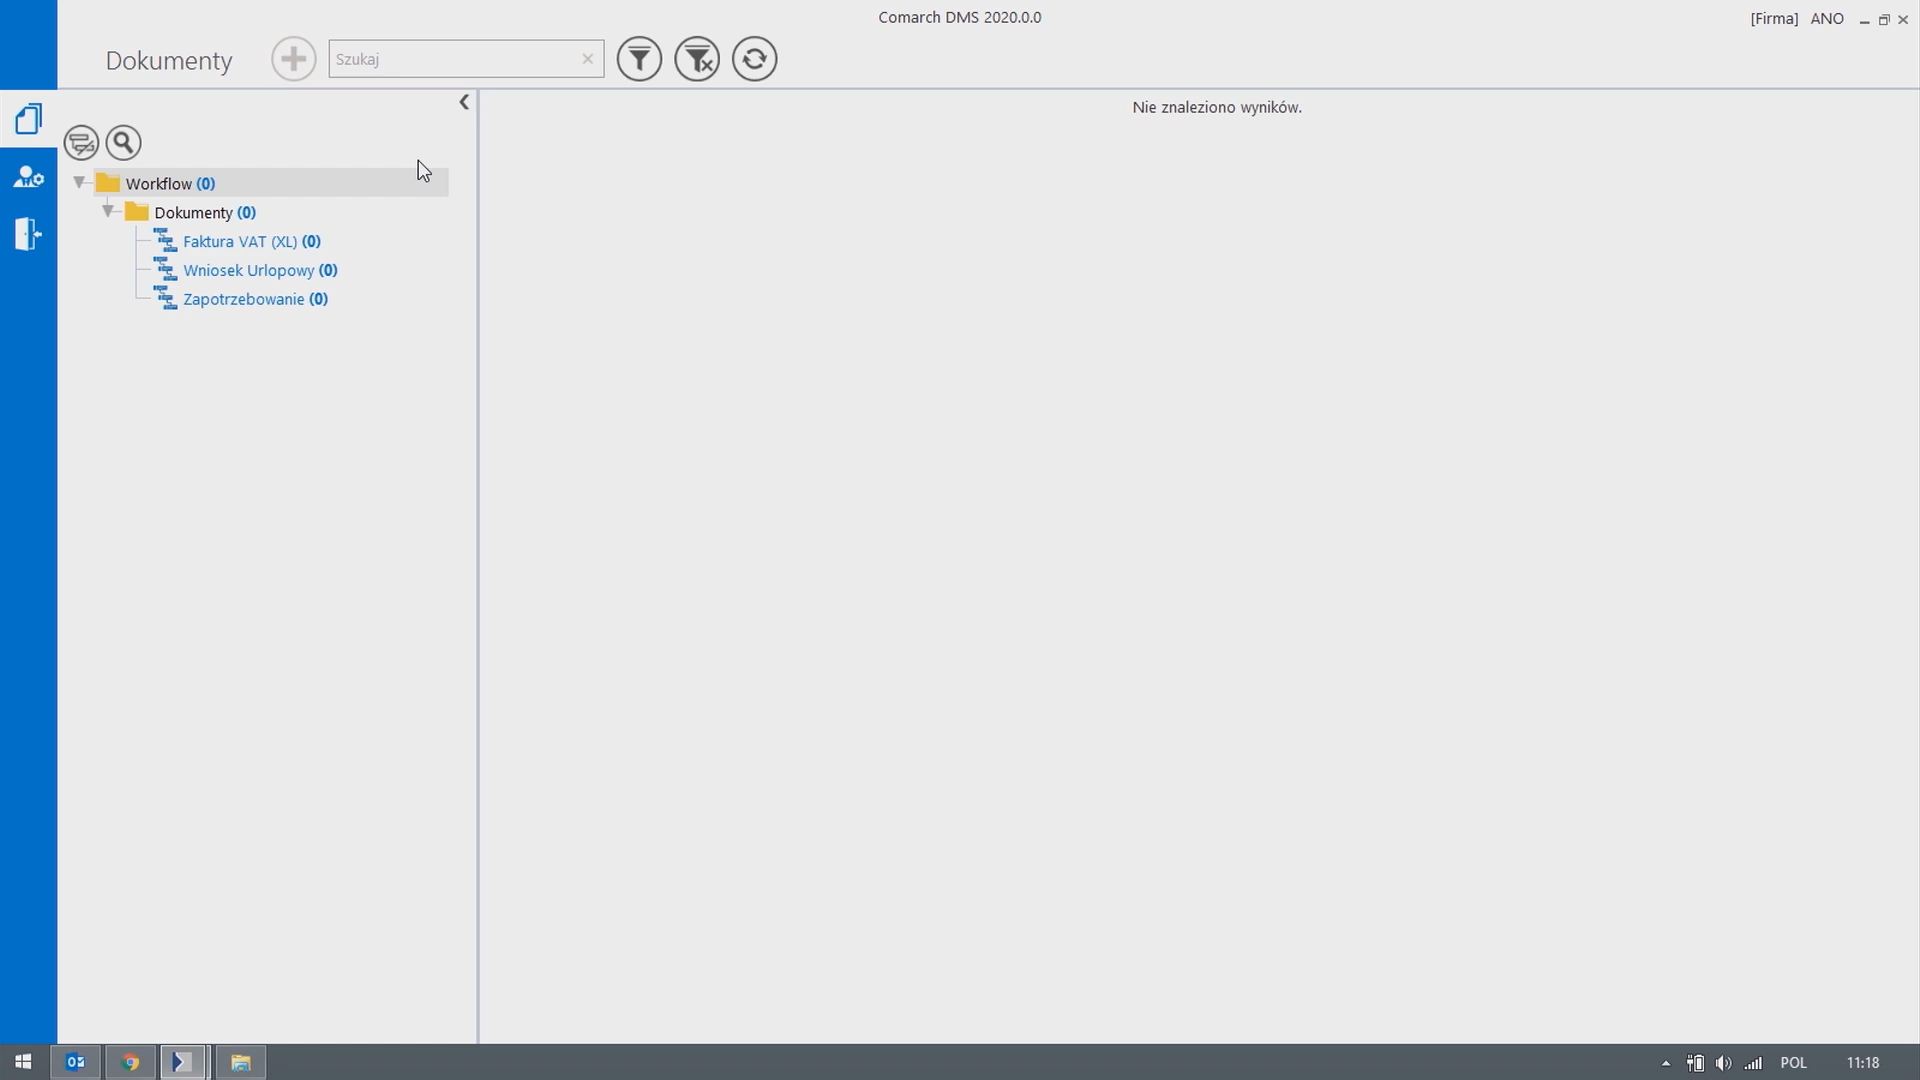 Comarch DMS 2020.0.0
[Firma] ANO
Dokumenty
Szukaj
Nie znaleziono wyników.
Workflow (0)
Dokumenty (0)
Faktura VAT (XL) (0)
Wniosek Urlopowy (0)
Zapotrzebowanie (0)
POL
11:18